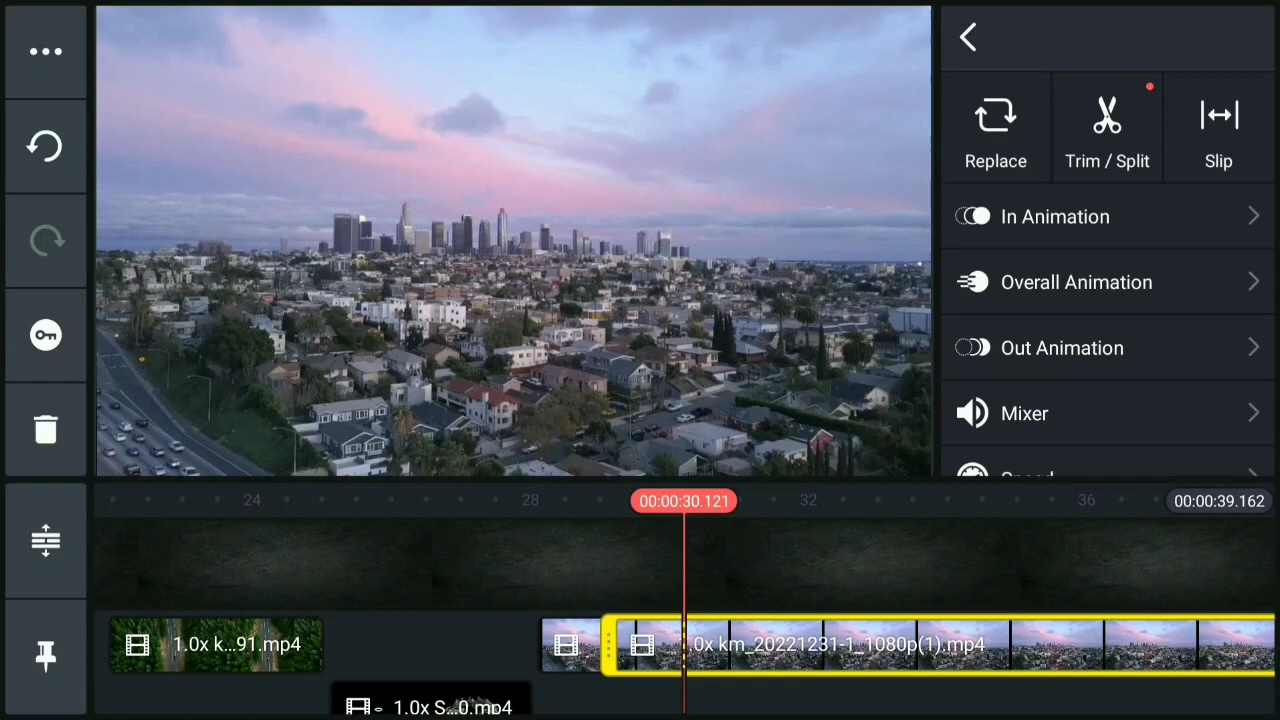 Replace
Trim / Split
Slip
In Animation
Overall Animation
Out Animation
Mixer
Speed
24
28
00:00:30.121
32
36
00:00:39.162
1.0x k...91.mp4
.0x km_20221231-1_1080p(1).mp4
1.0x S...0.mp4